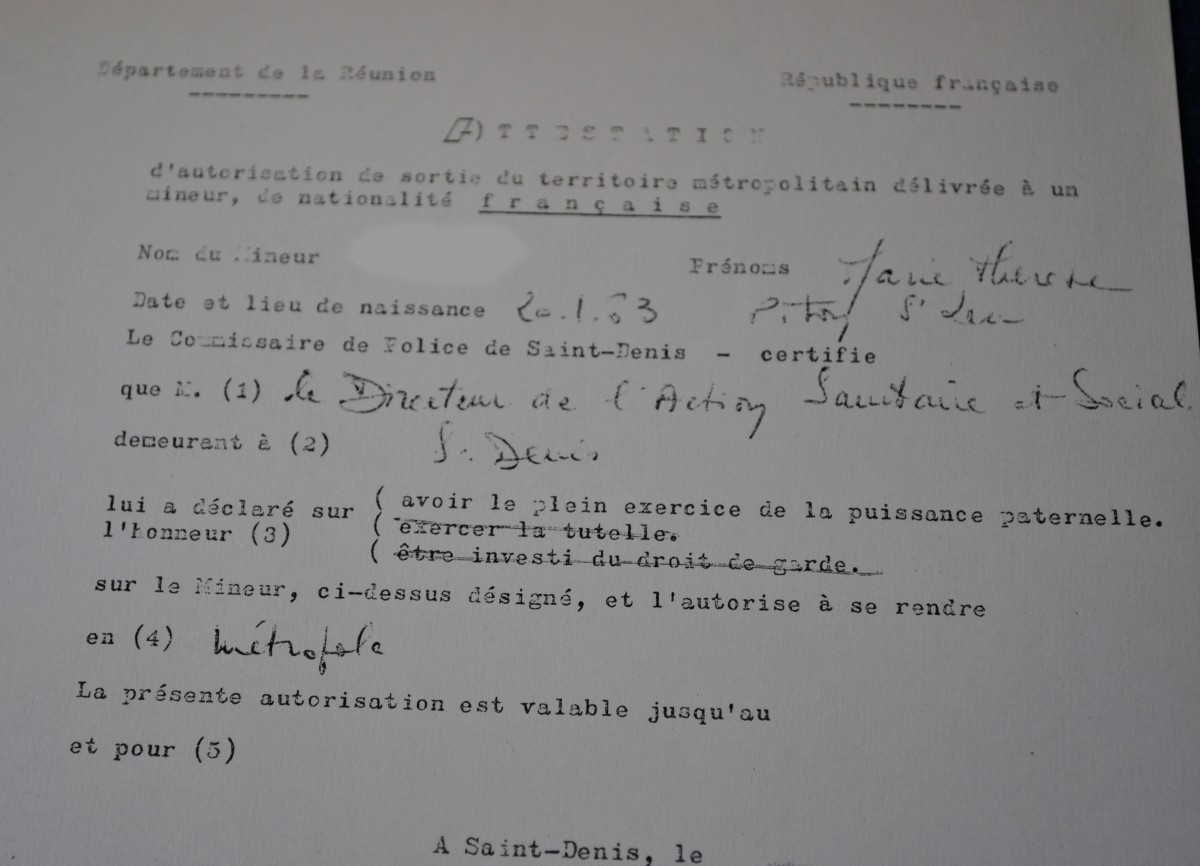 Département de la Réunion
République française
ATTESTATION
d'autorisation de sortie du territoire métropolitain délivrée à un
mineur, de nationalité française
Nom du Mineur
Prénoms Marie Therese
Date et lieu de naissance 20.1.63 Piton St Leu
Le Commissaire de Police de Saint-Denis - certifie
que M. (1) le Directeur de l'Action Sanitaire et Social
demeurant à (2) St Denis
lui a déclaré sur ( avoir le plein exercice de la puissance paternelle.
l'honneur (3) ( exercer la tutelle.
( être investi du droit de garde.
sur le Mineur, ci-dessus désigné, et l'autorise à se rendre
en (4) métropole
La présente autorisation est valable jusqu'au
et pour (5)
A Saint-Denis, le